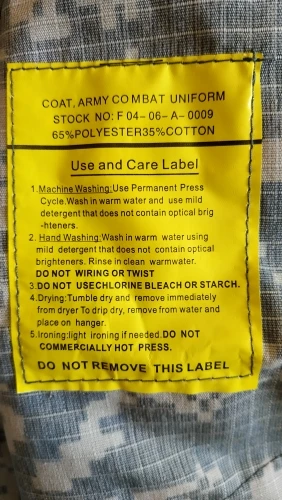 COAT, ARMY COMBAT UNIFORM
STOCK NO: F 04- 06- A- 0009
65%POLYESTER35%COTTON
Use and Care Label
1.Machine Washing:Use Permanent Press
Cycle.Wash in warm water and use mild
detergent that does not contain optical brig
-hteners.
2. Hand Washing:Wash in warm water using
mild detergent that does not contain optical
brighteners. Rinse in clean warmwater.
DO NOT WIRING OR TWIST
3.DO NOT USECHLORINE BLEACH OR STARCH.
4.Drying:Tumble dry and remove immediately
from dryer To drip dry, remove from water and
place on hanger.
5.Ironing:light ironing if needed.DO NOT
COMMERCIALLY HOT PRESS.
DO NOT REMOVE THIS LABEL